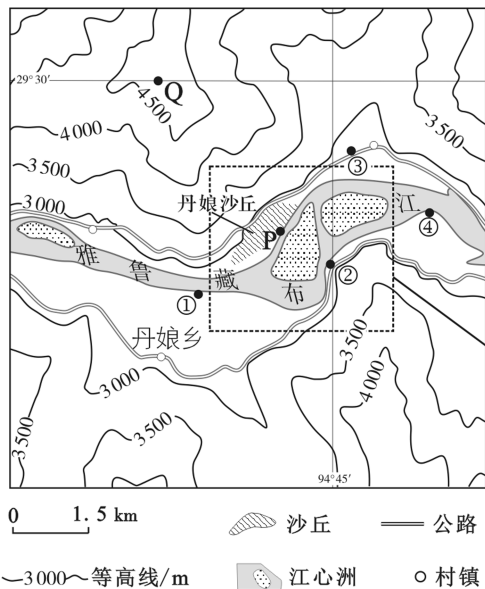 29°30′
Q
4500
4000
3500
3500
3000
③
丹娘沙丘
P
江
④
雅鲁藏布
②
①
丹娘乡
3500
4000
3000
3500
3500
94°45′
0 1.5 km
沙丘
公路
3000 等高线/m
江心洲
村镇